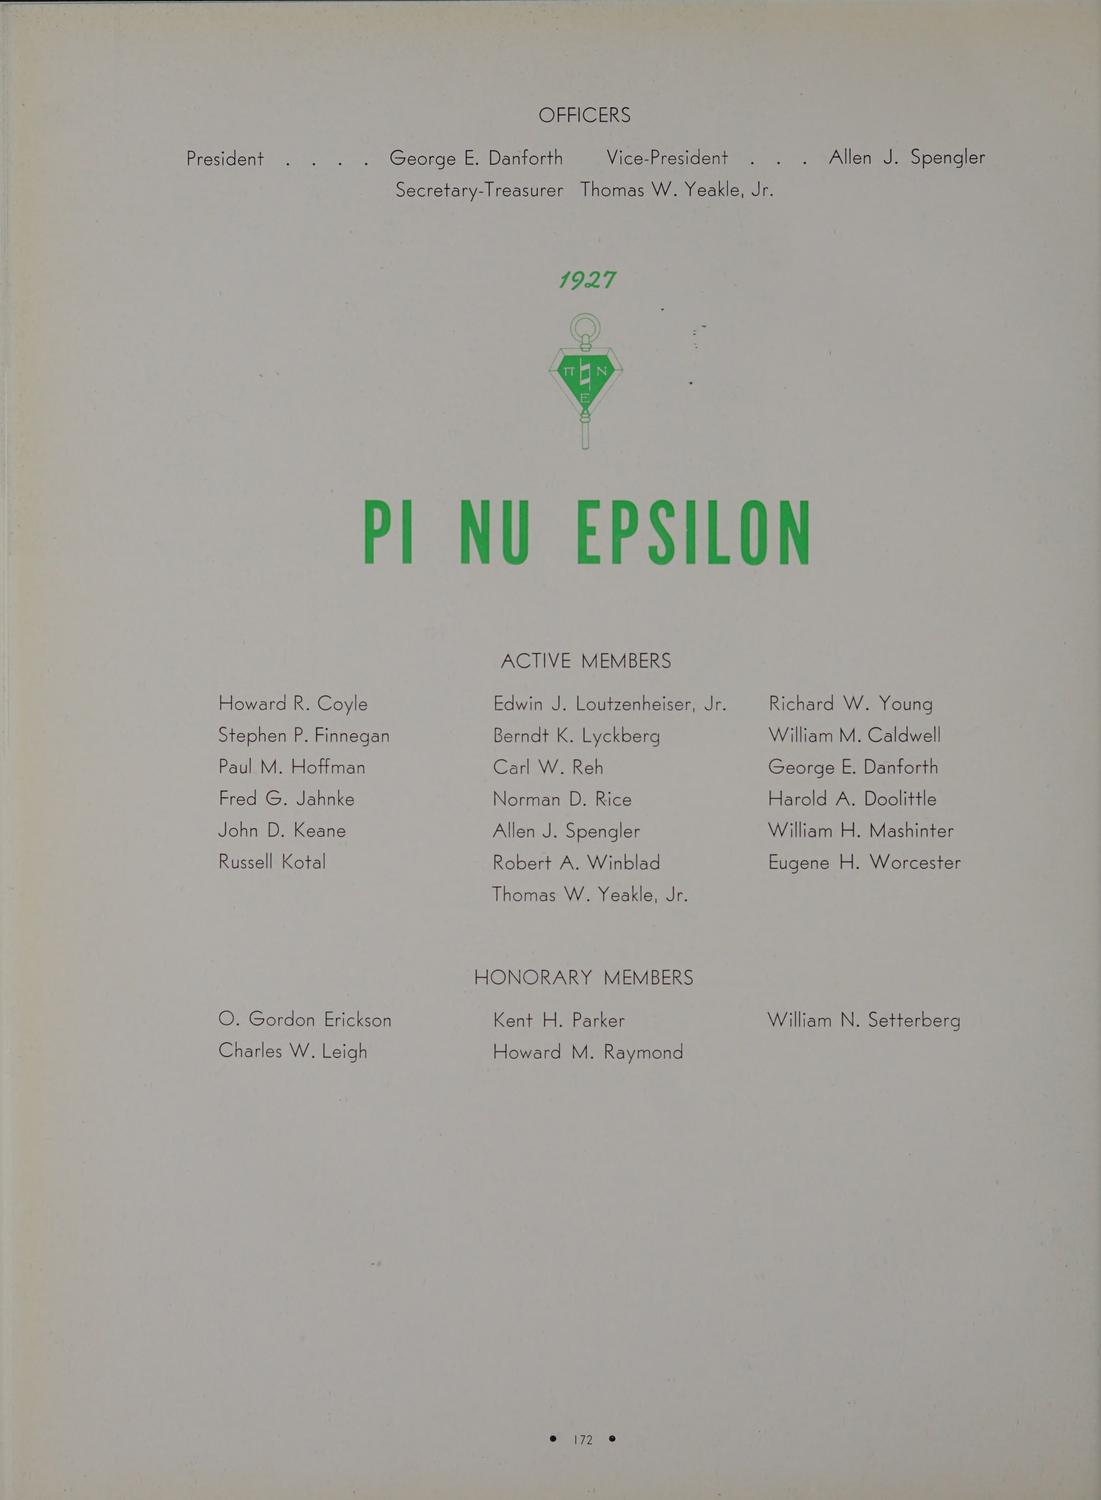 OFFICERS
President . . . . George E. Danforth Vice-President . . . Allen J. Spengler
Secretary-Treasurer Thomas W. Yeakle, Jr.
1927
π N
E
PI NU EPSILON
ACTIVE MEMBERS
Howard R. Coyle Edwin J. Loutzenheiser, Jr. Richard W. Young
Stephen P. Finnegan Berndt K. Lyckberg William M. Caldwell
Paul M. Hoffman Carl W. Reh George E. Danforth
Fred G. Jahnke Norman D. Rice Harold A. Doolittle
John D. Keane Allen J. Spengler William H. Mashinter
Russell Kotal Robert A. Winblad Eugene H. Worcester
Thomas W. Yeakle, Jr.
HONORARY MEMBERS
O. Gordon Erickson Kent H. Parker William N. Setterberg
Charles W. Leigh Howard M. Raymond
• 172 •